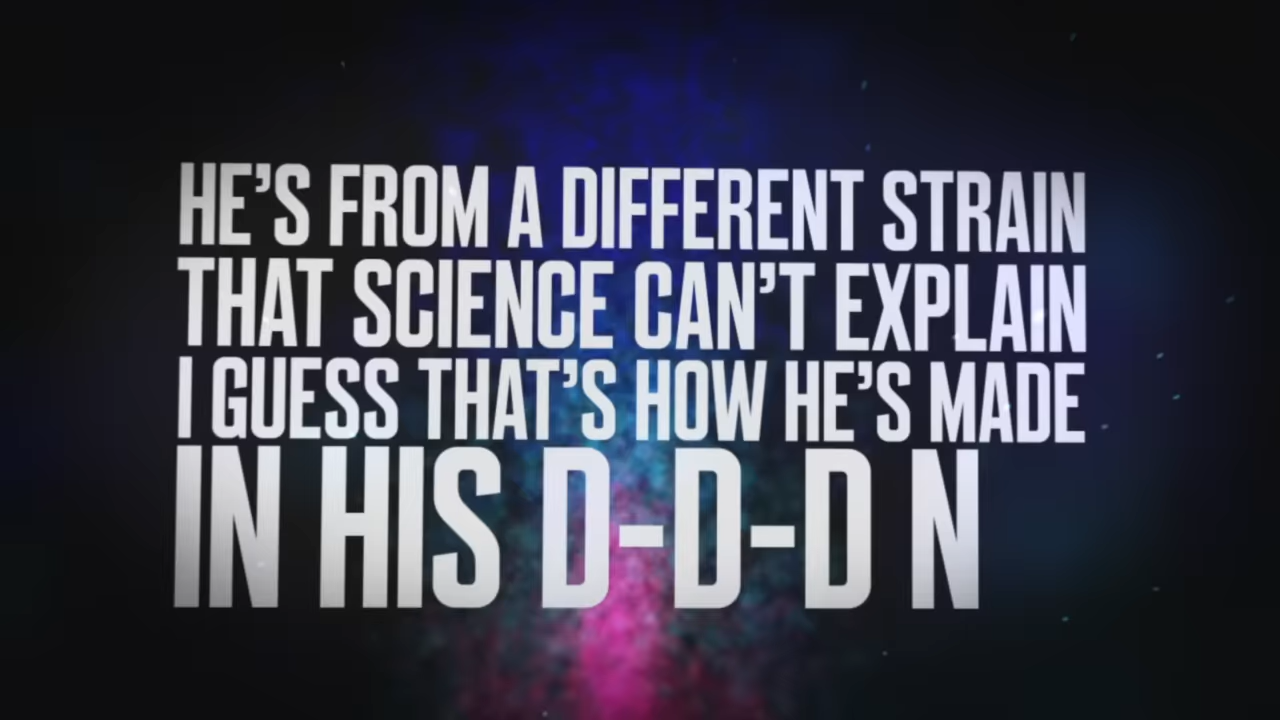 HE'S FROM A DIFFERENT STRAIN
THAT SCIENCE CAN'T EXPLAIN
I GUESS THAT'S HOW HE'S MADE
IN HIS D-D-D N